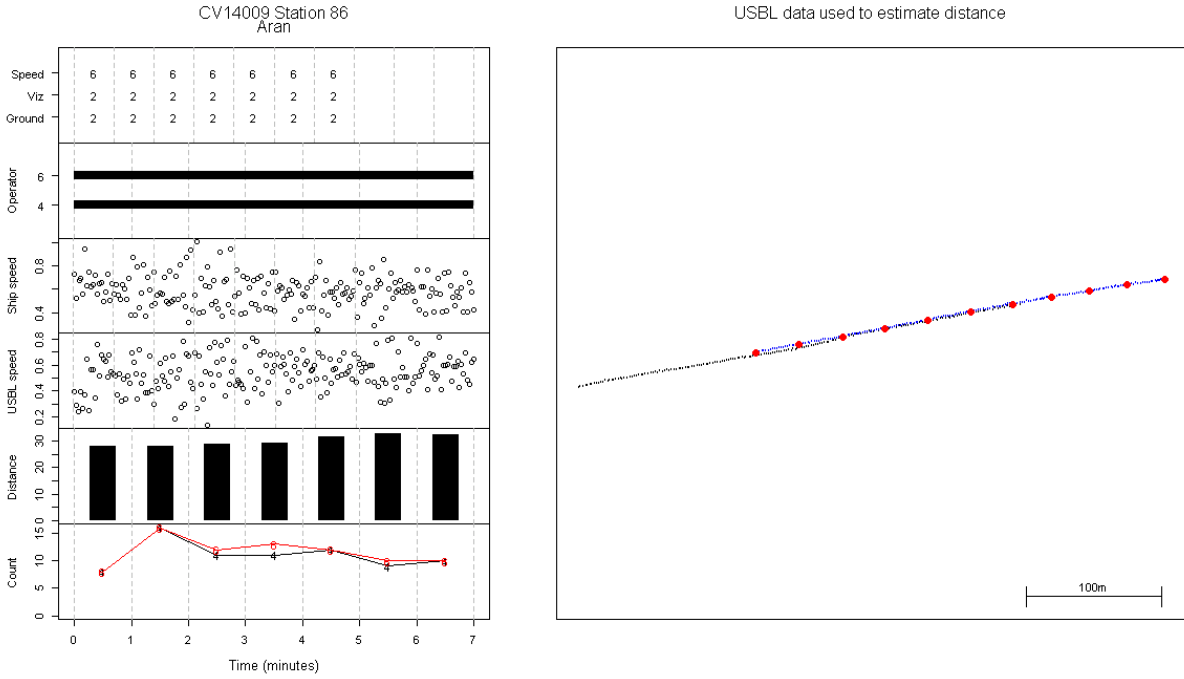 CV14009 Station 86
Aran
USBL data used to estimate distance
Speed 6 6 6 6 6 6 6
Viz 2 2 2 2 2 2 2
Ground 2 2 2 2 2 2 2
Operator
6
4
Ship speed
0.8
0.4
USBL speed
0.8
0.6
0.4
0.2
Distance
30
20
10
0
Count
15
10
5
0
0 1 2 3 4 5 6 7
Time (minutes)
100m